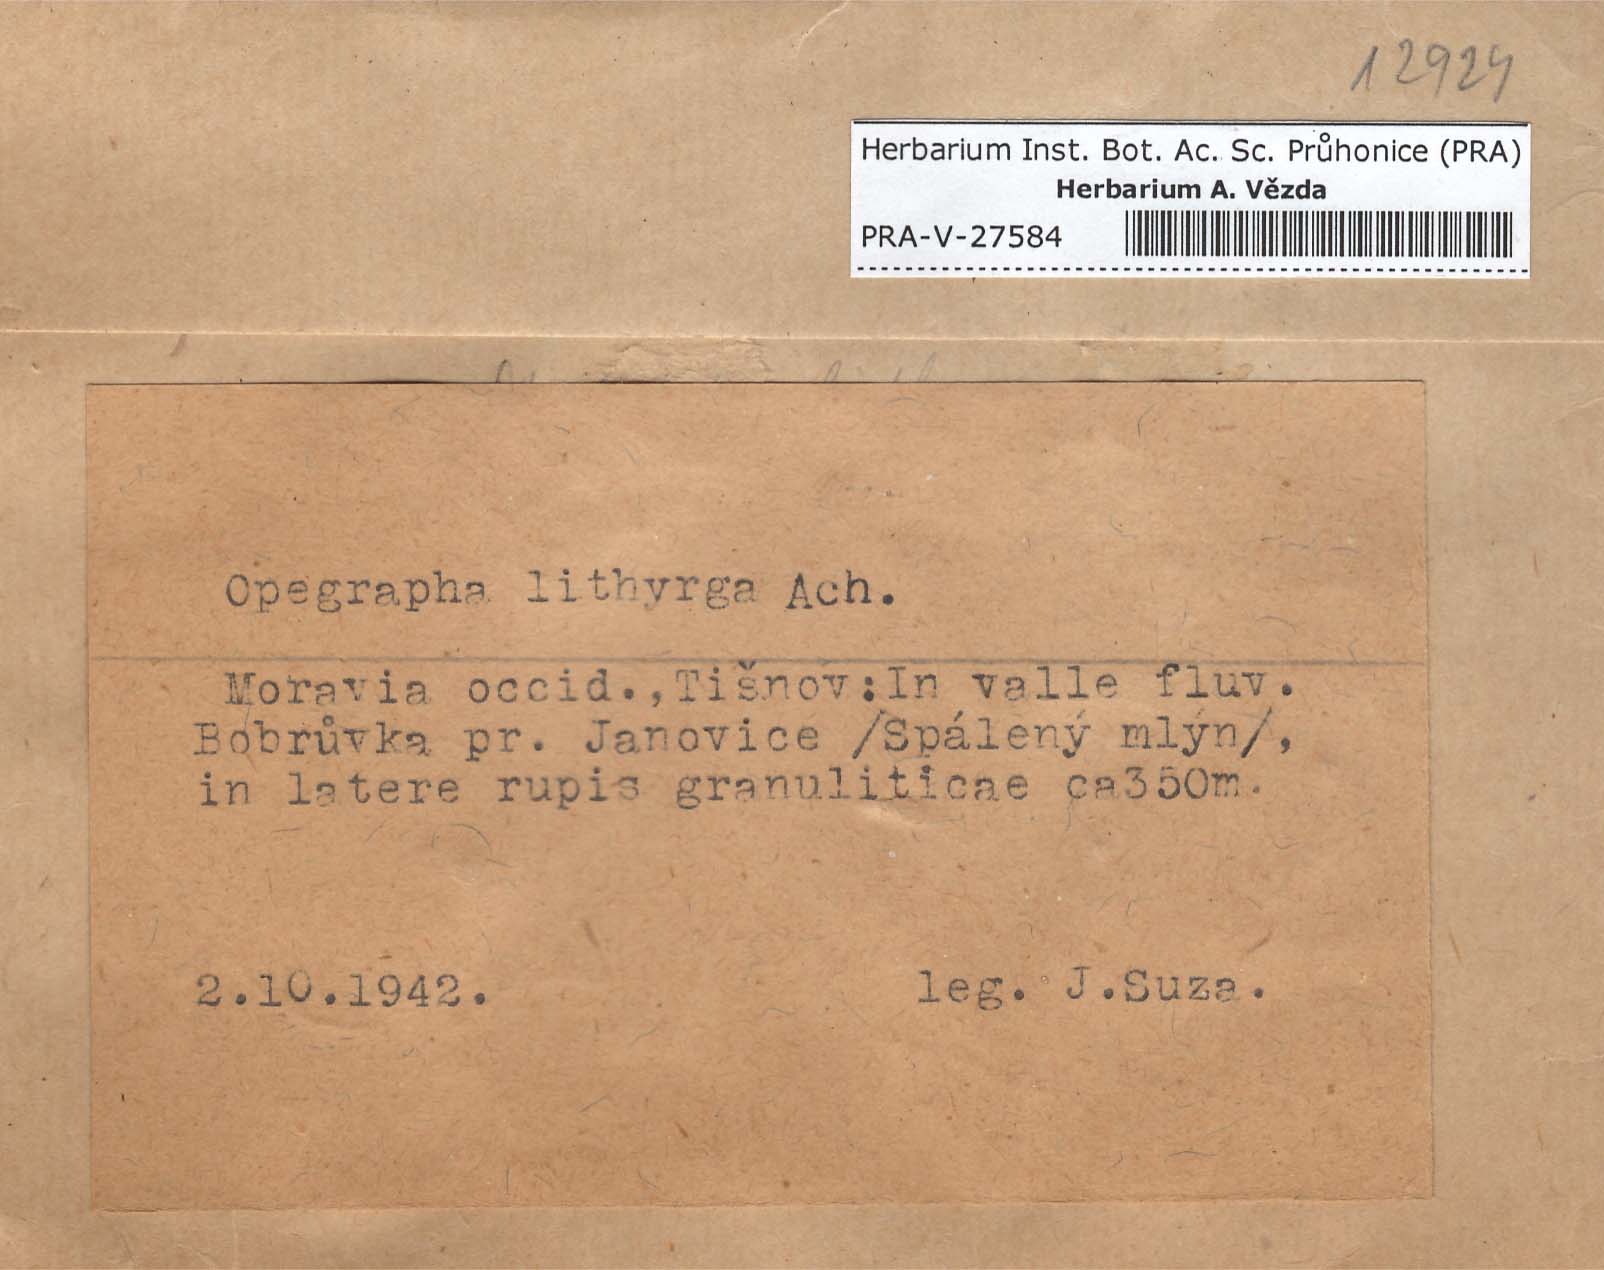 12924
Herbarium Inst. Bot. Ac. Sc. Průhonice (PRA)
Herbarium A. Vězda
PRA-V-27584
Opegrapha lithyrga Ach.
Moravia occid.,Tišnov:In valle fluv.
Bobrůvka pr. Janovice /Spálený mlýn/,
in latere rupis granuliticae ca350m.
2.10.1942.
leg. J.Suza.